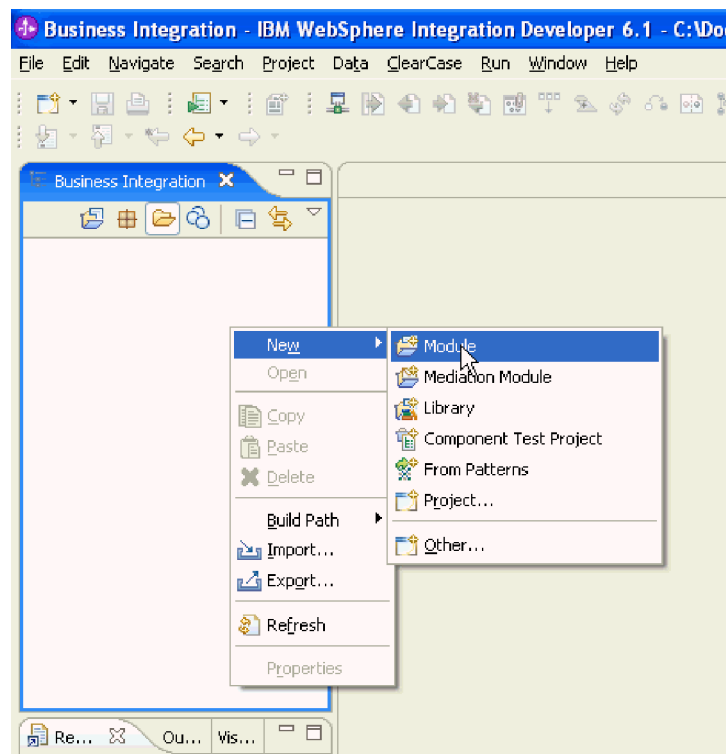 Business Integration - IBM WebSphere Integration Developer 6.1 - C:\Do
File Edit Navigate Search Project Data ClearCase Run Window Help
Business Integration
New
Open
Copy
Paste
Delete
Build Path
Import...
Export...
Refresh
Properties
Module
Mediation Module
Library
Component Test Project
From Patterns
Project...
Other...
Re... Ou... Vis...